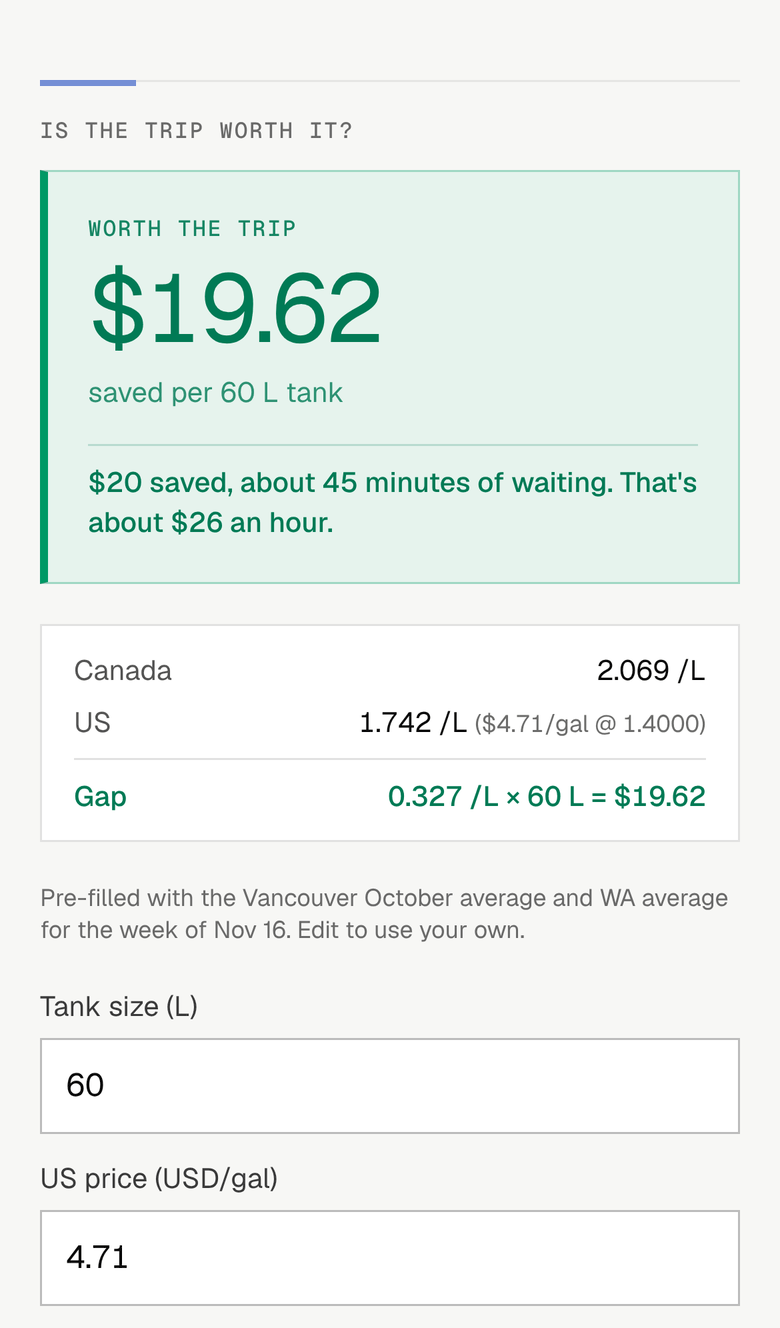 IS THE TRIP WORTH IT?
WORTH THE TRIP
$19.62
saved per 60 L tank
$20 saved, about 45 minutes of waiting. That's
about $26 an hour.
Canada 2.069 /L
US 1.742 /L ($4.71/gal @ 1.4000)
Gap 0.327 /L × 60 L = $19.62
Pre-filled with the Vancouver October average and WA average
for the week of Nov 16. Edit to use your own.
Tank size (L)
60
US price (USD/gal)
4.71